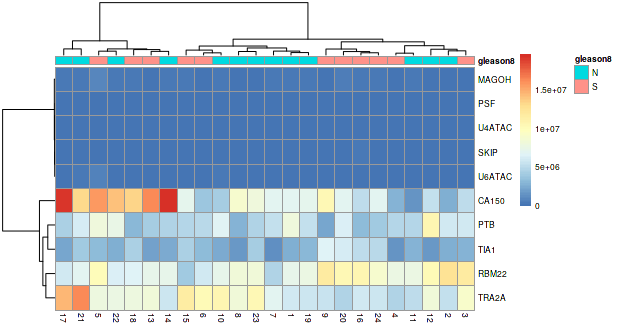 gleason8
gleason8
N
S
MAGOH
PSF
U4ATAC
SKIP
U6ATAC
CA150
PTB
TIA1
RBM22
TRA2A
1.5e+07
1e+07
5e+06
0
17 21 5 22 18 13 14 15 6 10 8 23 7 1 19 9 20 16 24 4 11 12 2 3